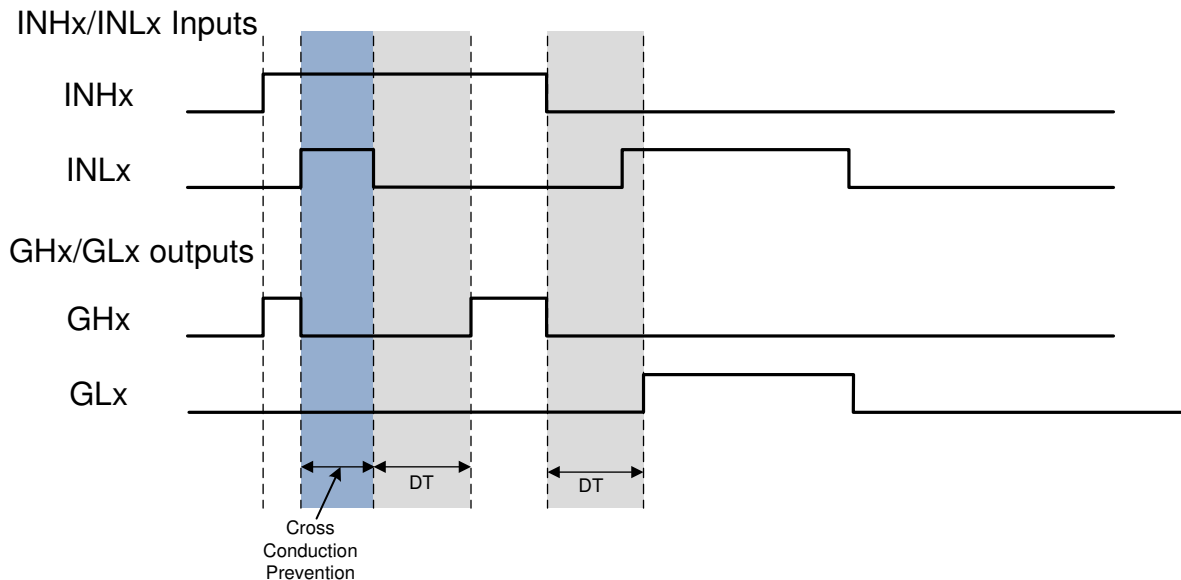 INHx/INLx Inputs
INHx
INLx
GHx/GLx outputs
GHx
GLx
DT
DT
Cross
Conduction
Prevention